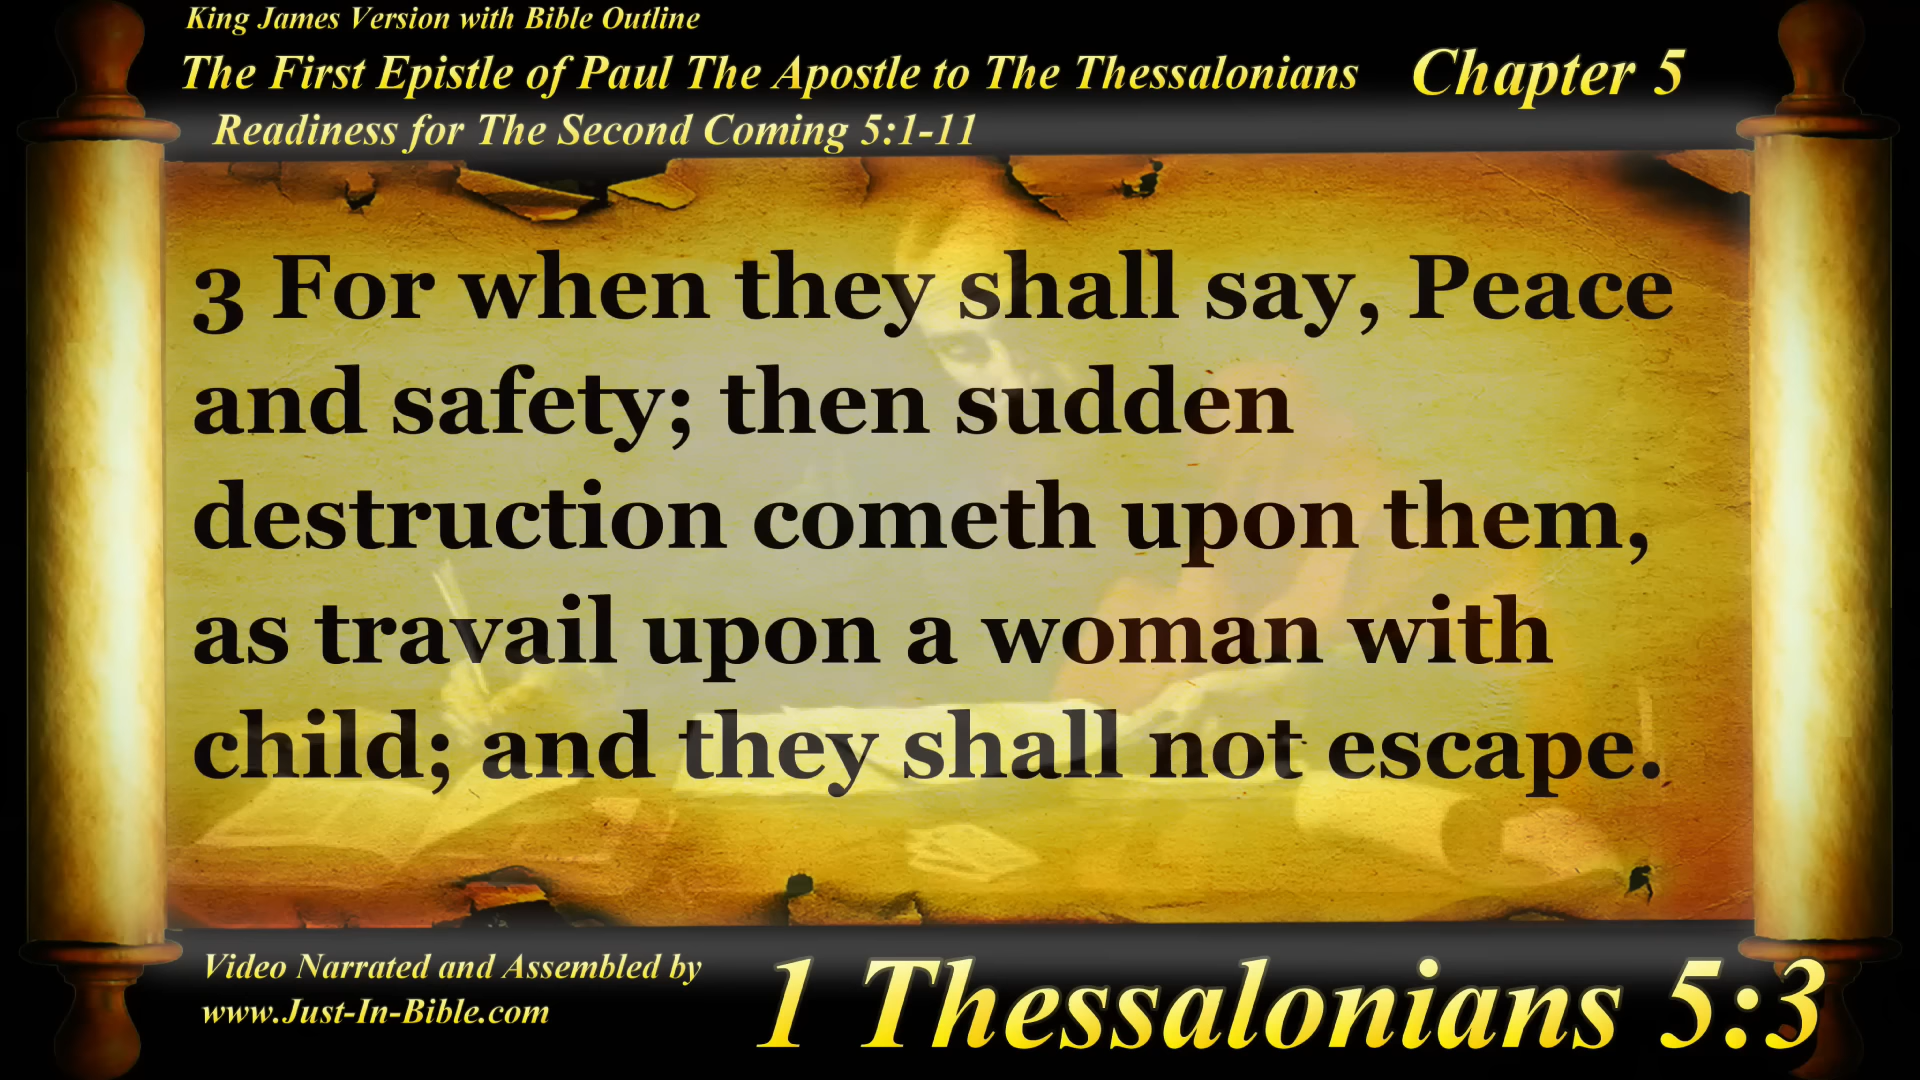 King James Version with Bible Outline
The First Epistle of Paul The Apostle to The Thessalonians Chapter 5
Readiness for The Second Coming 5:1-11
3 For when they shall say, Peace
and safety; then sudden
destruction cometh upon them,
as travail upon a woman with
child; and they shall not escape.
Video Narrated and Assembled by
www.Just-In-Bible.com
1 Thessalonians 5:3